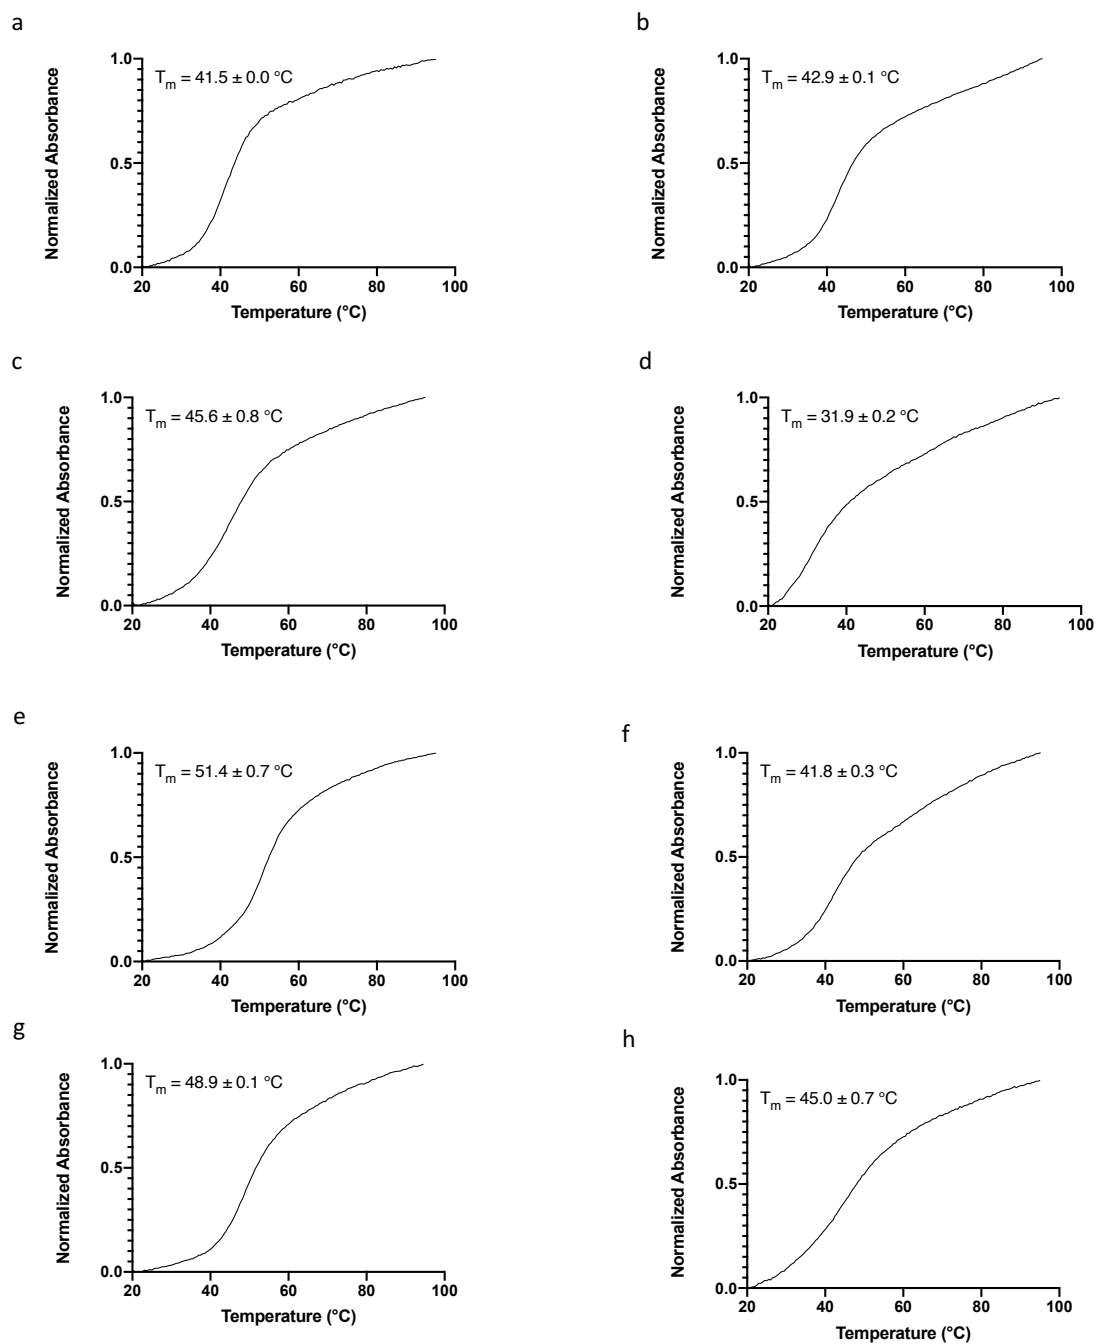 a
T_m = 41.5 ± 0.0 °C
Normalized Absorbance
1.0
0.5
0.0
20 40 60 80 100
Temperature (°C)
b
T_m = 42.9 ± 0.1 °C
Normalized Absorbance
1.0
0.5
0.0
20 40 60 80 100
Temperature (°C)
c
T_m = 45.6 ± 0.8 °C
Normalized Absorbance
1.0
0.5
0.0
20 40 60 80 100
Temperature (°C)
d
T_m = 31.9 ± 0.2 °C
Normalized Absorbance
1.0
0.5
0.0
20 40 60 80 100
Temperature (°C)
e
T_m = 51.4 ± 0.7 °C
Normalized Absorbance
1.0
0.5
0.0
20 40 60 80 100
Temperature (°C)
f
T_m = 41.8 ± 0.3 °C
Normalized Absorbance
1.0
0.5
0.0
20 40 60 80 100
Temperature (°C)
g
T_m = 48.9 ± 0.1 °C
Normalized Absorbance
1.0
0.5
0.0
20 40 60 80 100
Temperature (°C)
h
T_m = 45.0 ± 0.7 °C
Normalized Absorbance
1.0
0.5
0.0
20 40 60 80 100
Temperature (°C)